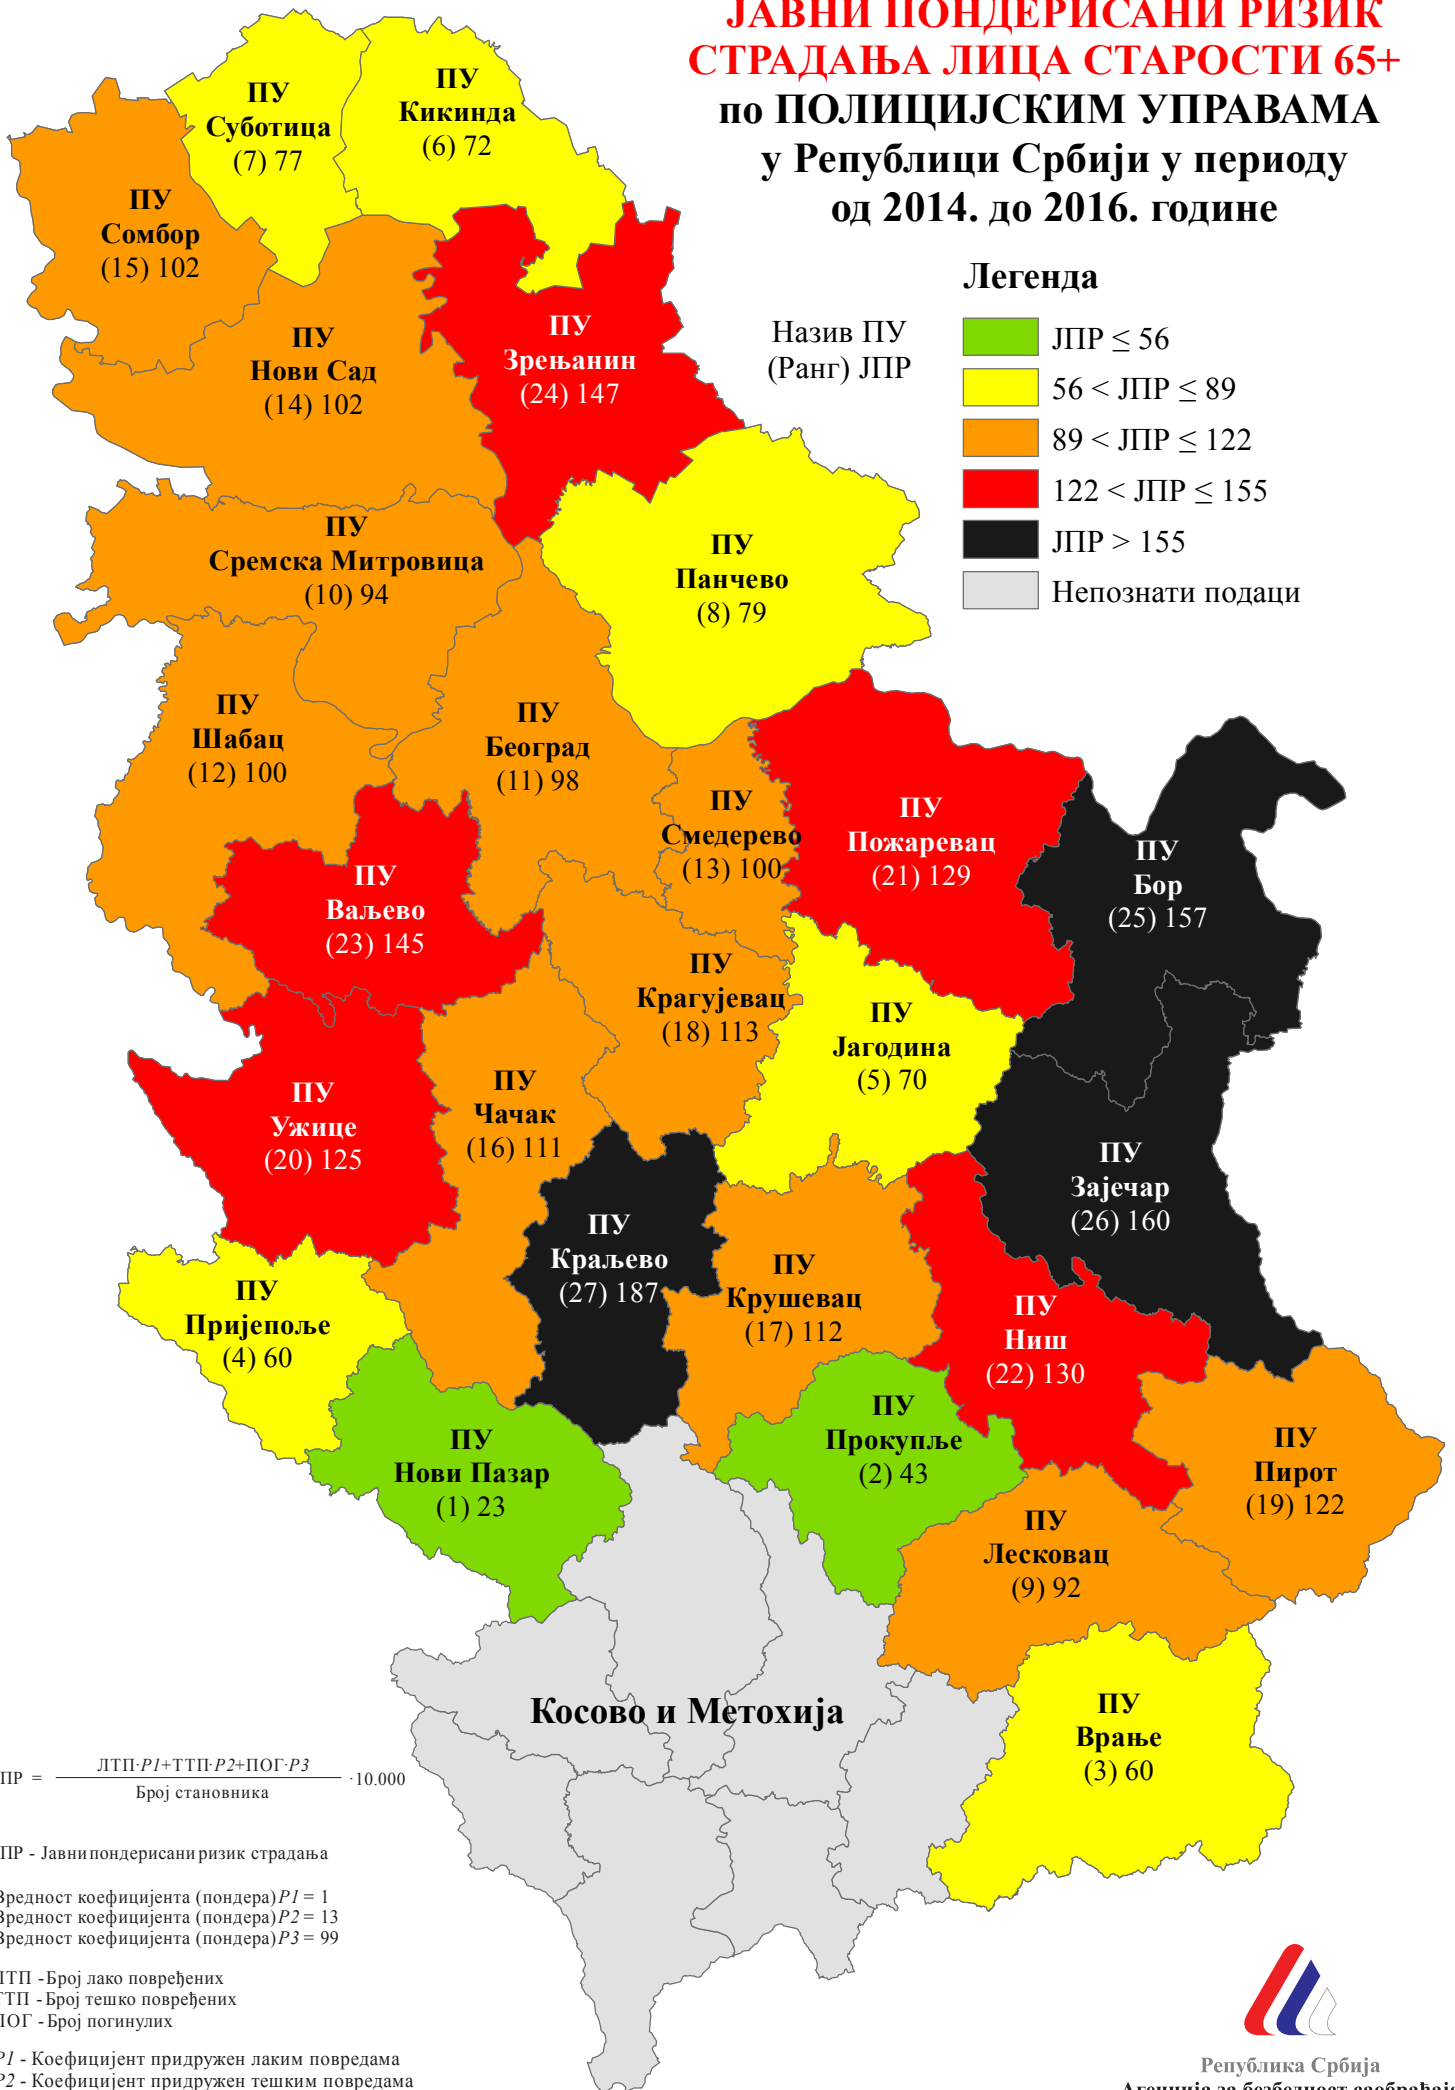 ЈАВНИ ПОНДЕРИСАНИ РИЗИК
СТРАДАЊА ЛИЦА СТАРОСТИ 65+
по ПОЛИЦИЈСКИМ УПРАВАМА
у Републици Србији у периоду
од 2014. до 2016. године
Легенда
Назив ПУ
(Ранг) ЈПР
ЈПР ≤ 56
56 < ЈПР ≤ 89
89 < ЈПР ≤ 122
122 < ЈПР ≤ 155
ЈПР > 155
Непознати подаци
ПУ
Суботица
(7) 77
ПУ
Кикинда
(6) 72
ПУ
Сомбор
(15) 102
ПУ
Нови Сад
(14) 102
ПУ
Зрењанин
(24) 147
ПУ
Сремска Митровица
(10) 94
ПУ
Панчево
(8) 79
ПУ
Шабац
(12) 100
ПУ
Београд
(11) 98
ПУ
Смедерево
(13) 100
ПУ
Пожаревац
(21) 129
ПУ
Бор
(25) 157
ПУ
Ваљево
(23) 145
ПУ
Крагујевац
(18) 113
ПУ
Јагодина
(5) 70
ПУ
Ужице
(20) 125
ПУ
Чачак
(16) 111
ПУ
Зајечар
(26) 160
ПУ
Краљево
(27) 187
ПУ
Крушевац
(17) 112
ПУ
Ниш
(22) 130
ПУ
Пријепоље
(4) 60
ПУ
Нови Пазар
(1) 23
ПУ
Прокупље
(2) 43
ПУ
Пирот
(19) 122
ПУ
Лесковац
(9) 92
Косово и Метохија
ПУ
Врање
(3) 60
ПР = ЛТП·P1+ТТП·P2+ПОГ·P3
Број становника
·10.000
ПР - Јавни пондерисани ризик страдања
Вредност коефицијента (пондера) P1 = 1
Вредност коефицијента (пондера) P2 = 13
Вредност коефицијента (пондера) P3 = 99
ЛТП - Број лако повређених
ТТП - Број тешко повређених
ПОГ - Број погинулих
P1 - Коефицијент придружен лаким повредама
P2 - Коефицијент придружен тешким повредама
Република Србија
Агенција за безбедност саобраћаја